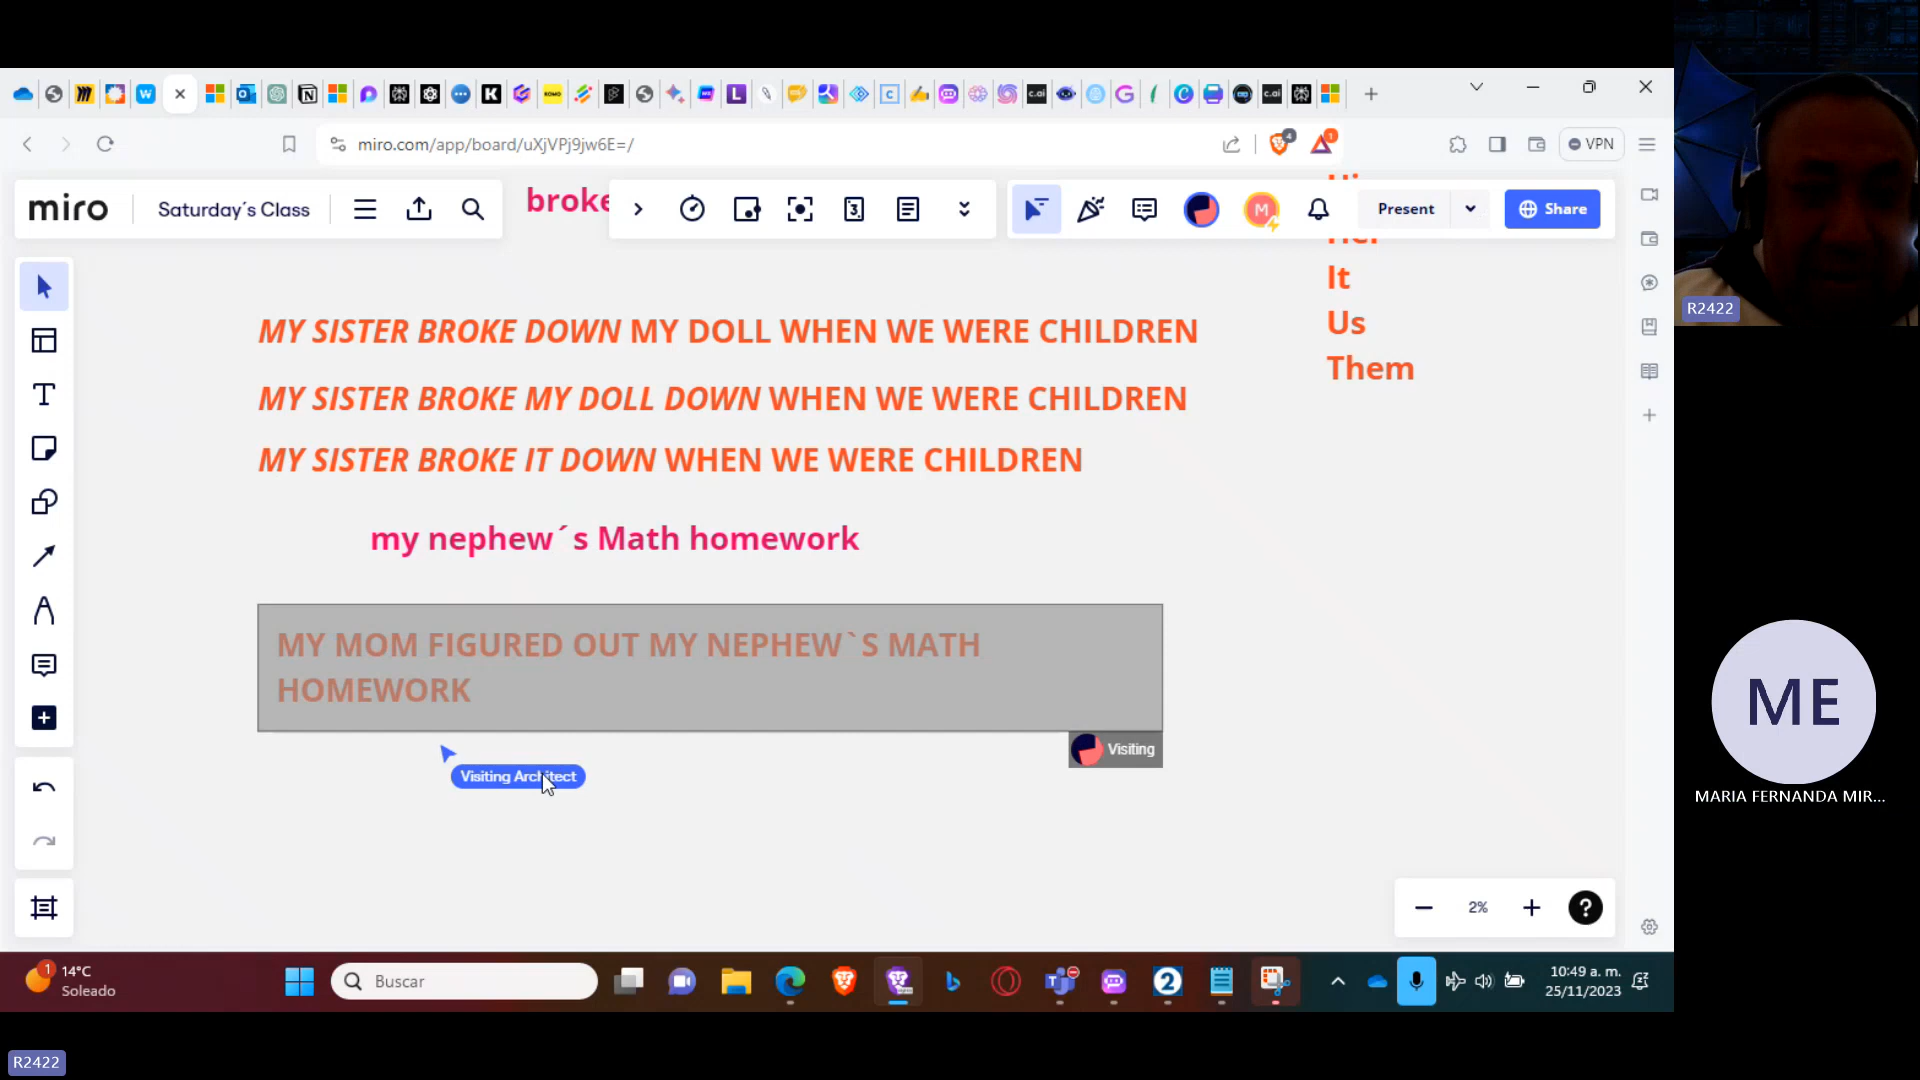 miro.com/app/board/uXjVPj9jw6E=/
VPN
miro
Saturday´s Class
broke
3
M
Present
Share
It
Us
Them
MY SISTER BROKE DOWN MY DOLL WHEN WE WERE CHILDREN
MY SISTER BROKE MY DOLL DOWN WHEN WE WERE CHILDREN
MY SISTER BROKE IT DOWN WHEN WE WERE CHILDREN
my nephew´s Math homework
MY MOM FIGURED OUT MY NEPHEW`S MATH
HOMEWORK
Visiting
Visiting Architect
2%
14°C
Soleado
Buscar
10:49 a. m.
25/11/2023
R2422
ME
MARIA FERNANDA MIR...
R2422